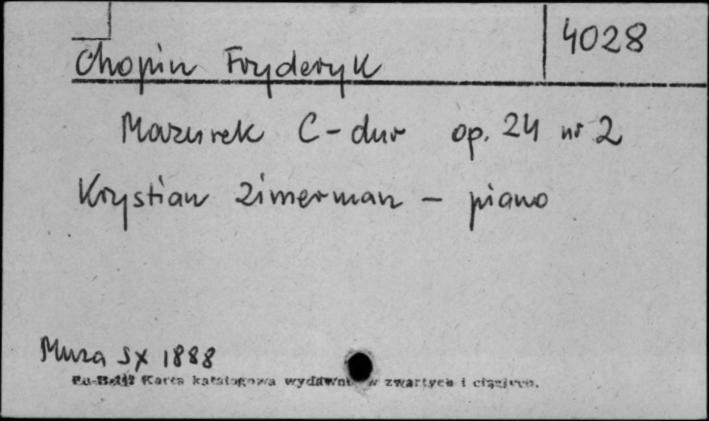 4028
Chopin Fryderyk
Mazurek C-dur op. 24 nr 2
Krystian Zimerman – piano
Muza SX 1888
Karta katalogowa wydawni w zwartych i ciągłych.